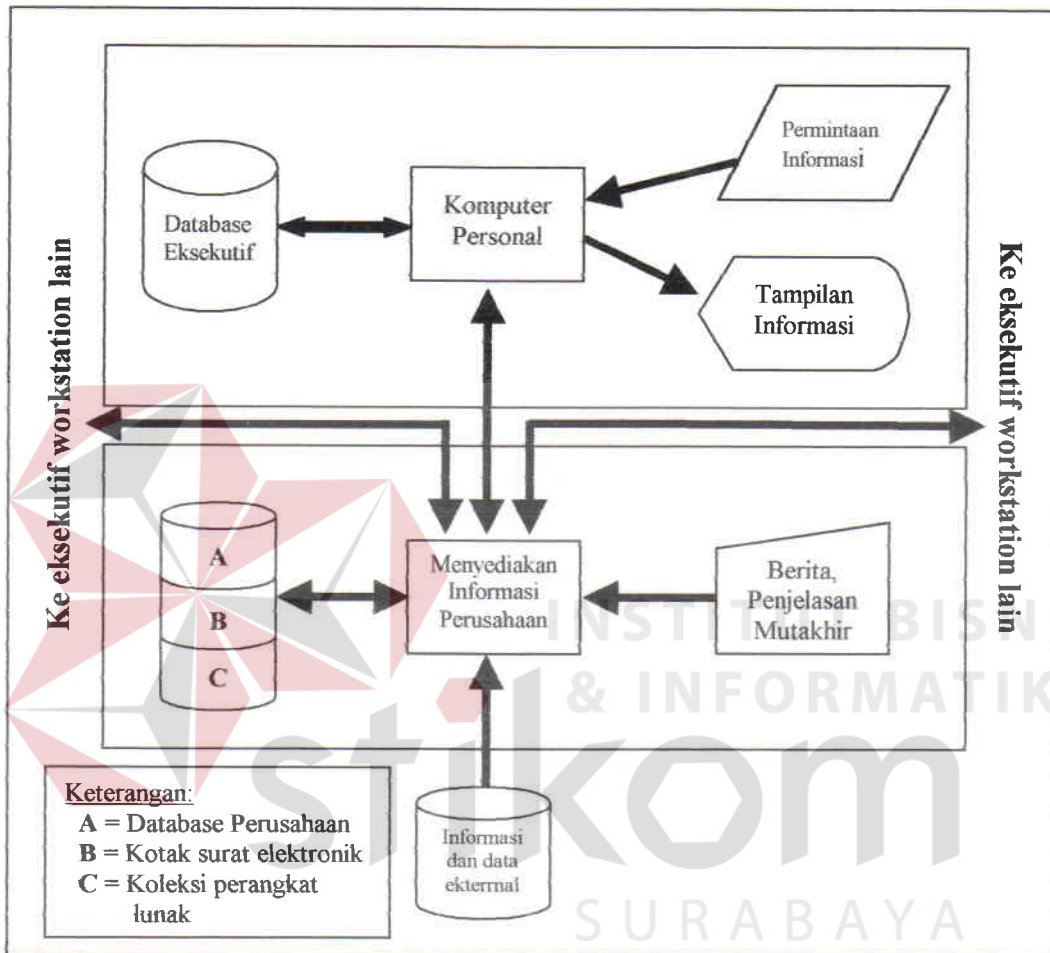 Permintaan
Informasi
Database
Eksekutif
Komputer
Personal
Tampilan
Informasi
Ke eksekutif workstation lain
Ke eksekutif workstation lain
A
B
C
Menyediakan
Informasi
Perusahaan
Berita,
Penjelasan
Mutakhir
INSTITUT BISN
& INFORMATIK
stikom
SURABAYA
Keterangan:
A = Database Perusahaan
B = Kotak surat elektronik
C = Koleksi perangkat
lunak
Informasi
dan data
ekternal